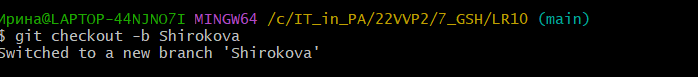 Ирина@LAPTOP-44NJNO7I MINGW64 /c/IT_in_PA/22VVP2/7_GSH/LR10 (main)
$ git checkout -b Shirokova
Switched to a new branch 'Shirokova'